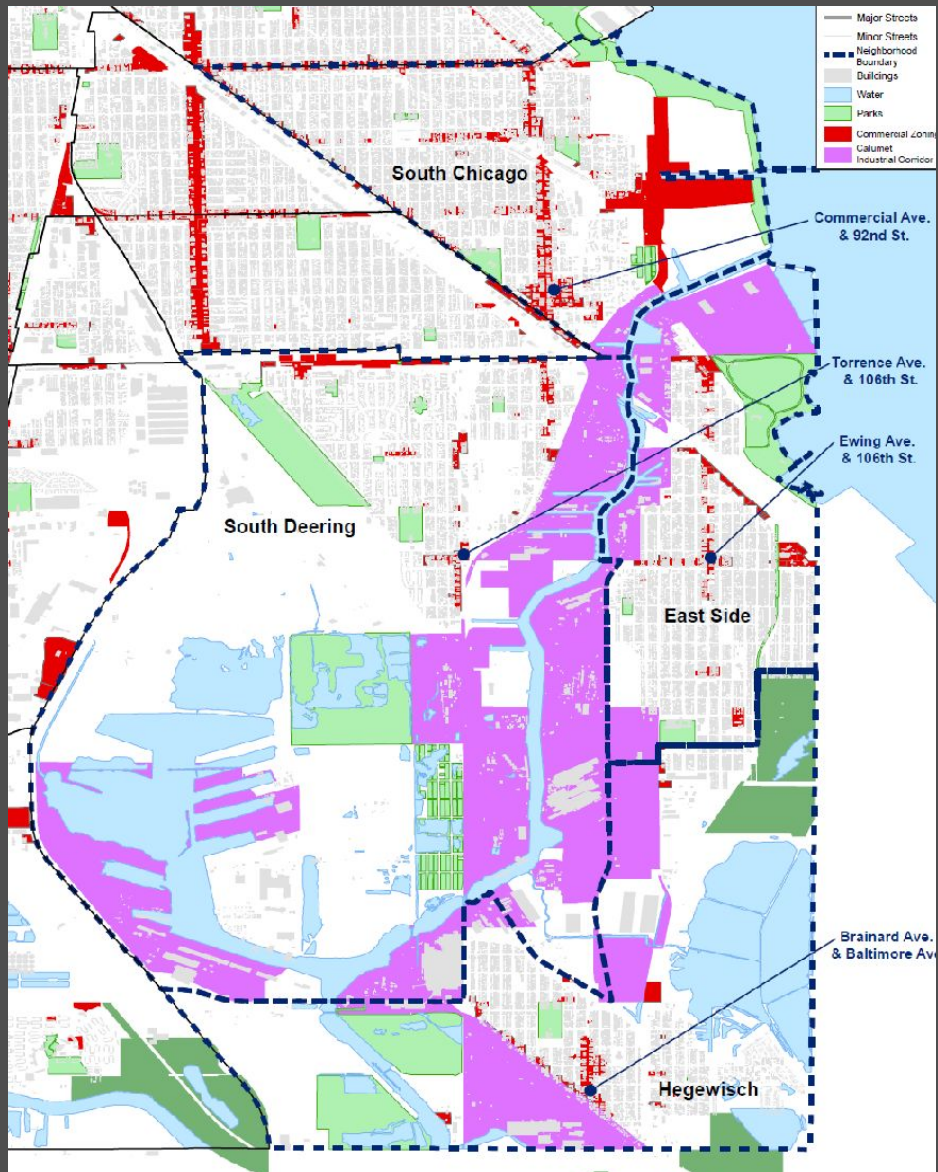 Major Streets
Minor Streets
Neighborhood
Boundary
Buildings
Water
Parks
Commercial Zoning
Calumet
Industrial Corridor
South Chicago
Commercial Ave.
& 92nd St.
Torrence Ave.
& 106th St.
Ewing Ave.
& 106th St.
South Deering
East Side
Brainard Ave.
& Baltimore Ave
Hegewisch